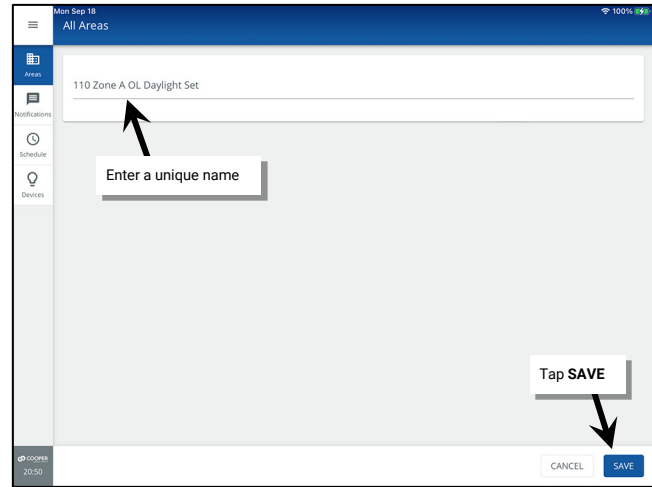 Mon Sep 18
100%
All Areas
Areas
110 Zone A OL Daylight Set
Notifications
Schedule
Enter a unique name
Devices
Tap SAVE
COOPER
20:50
CANCEL
SAVE